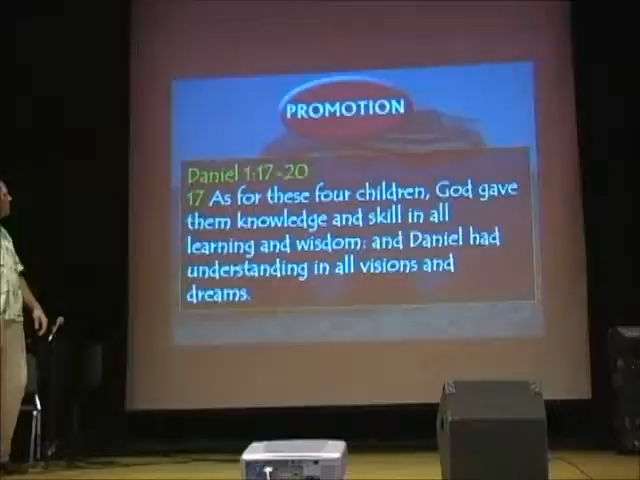 PROMOTION
Daniel 1:17-20
17 As for these four children, God gave
them knowledge and skill in all
learning and wisdom: and Daniel had
understanding in all visions and
dreams.